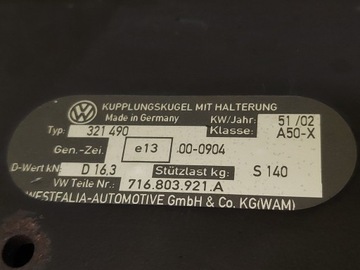 KUPPLUNGSKUGEL MIT HALTERUNG
Made in Germany KW/Jahr: 51/02
Typ: 321 490 Klasse: A50-X
Gen.-Zei. e13 00-0904
D-Wert kN: D 16,3 Stützlast kg: S 140
VW Teile Nr.: 716.803.921.A
WESTFALIA-AUTOMOTIVE GmbH & Co. KG(WAM)